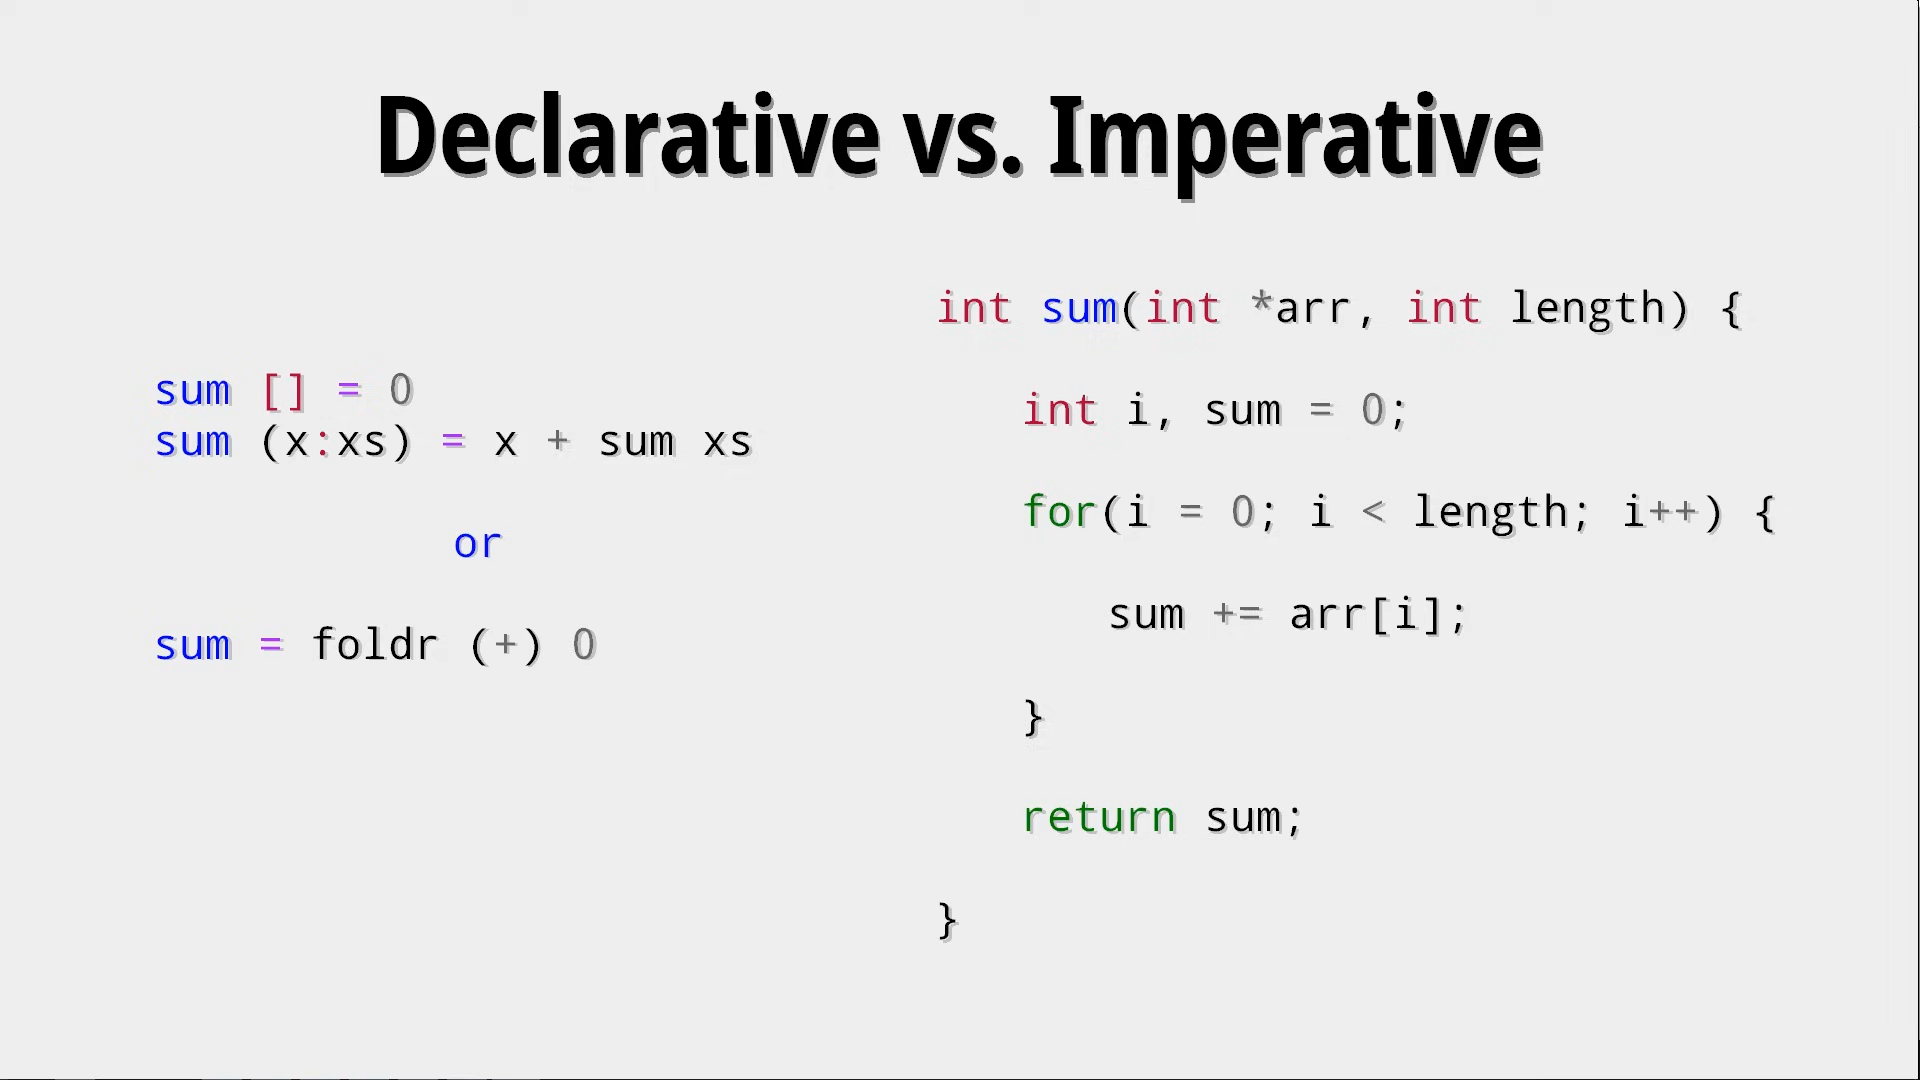 Declarative vs. Imperative
sum [] = 0
sum (x:xs) = x + sum xs
or
sum = foldr (+) 0
int sum(int *arr, int length) {
int i, sum = 0;
for(i = 0; i < length; i++) {
sum += arr[i];
}
return sum;
}